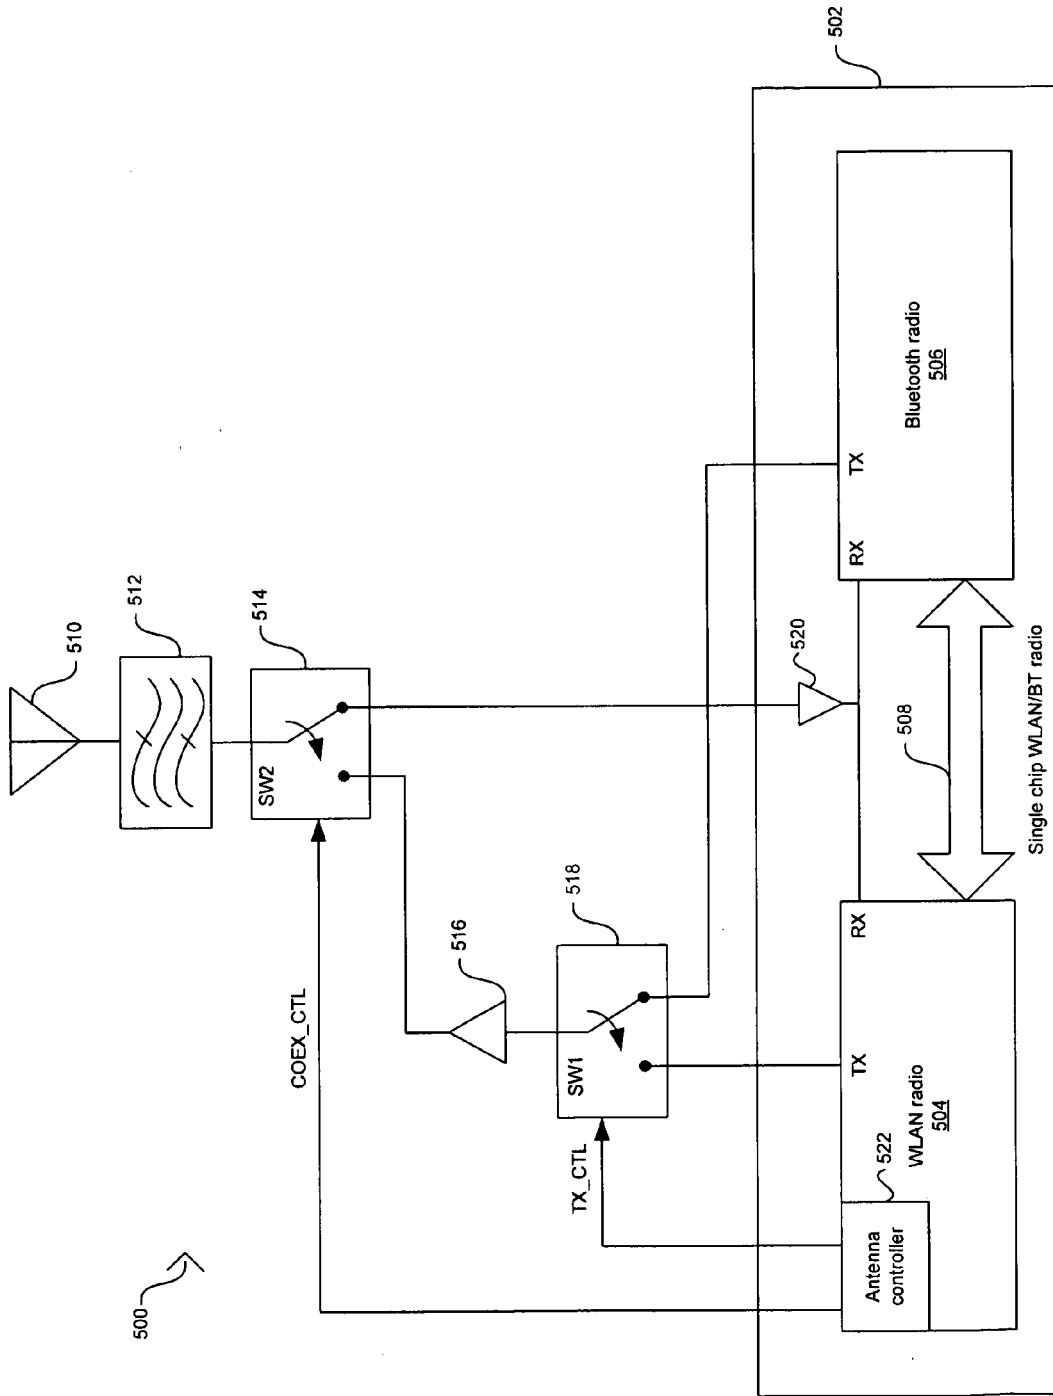 500
510
512
514
SW2
COEX_CTL
516
518
SW1
TX_CTL
520
502
Antenna
controller
522
WLAN radio
504
TX
RX
508
RX
TX
Bluetooth radio
506
Single chip WLAN/BT radio